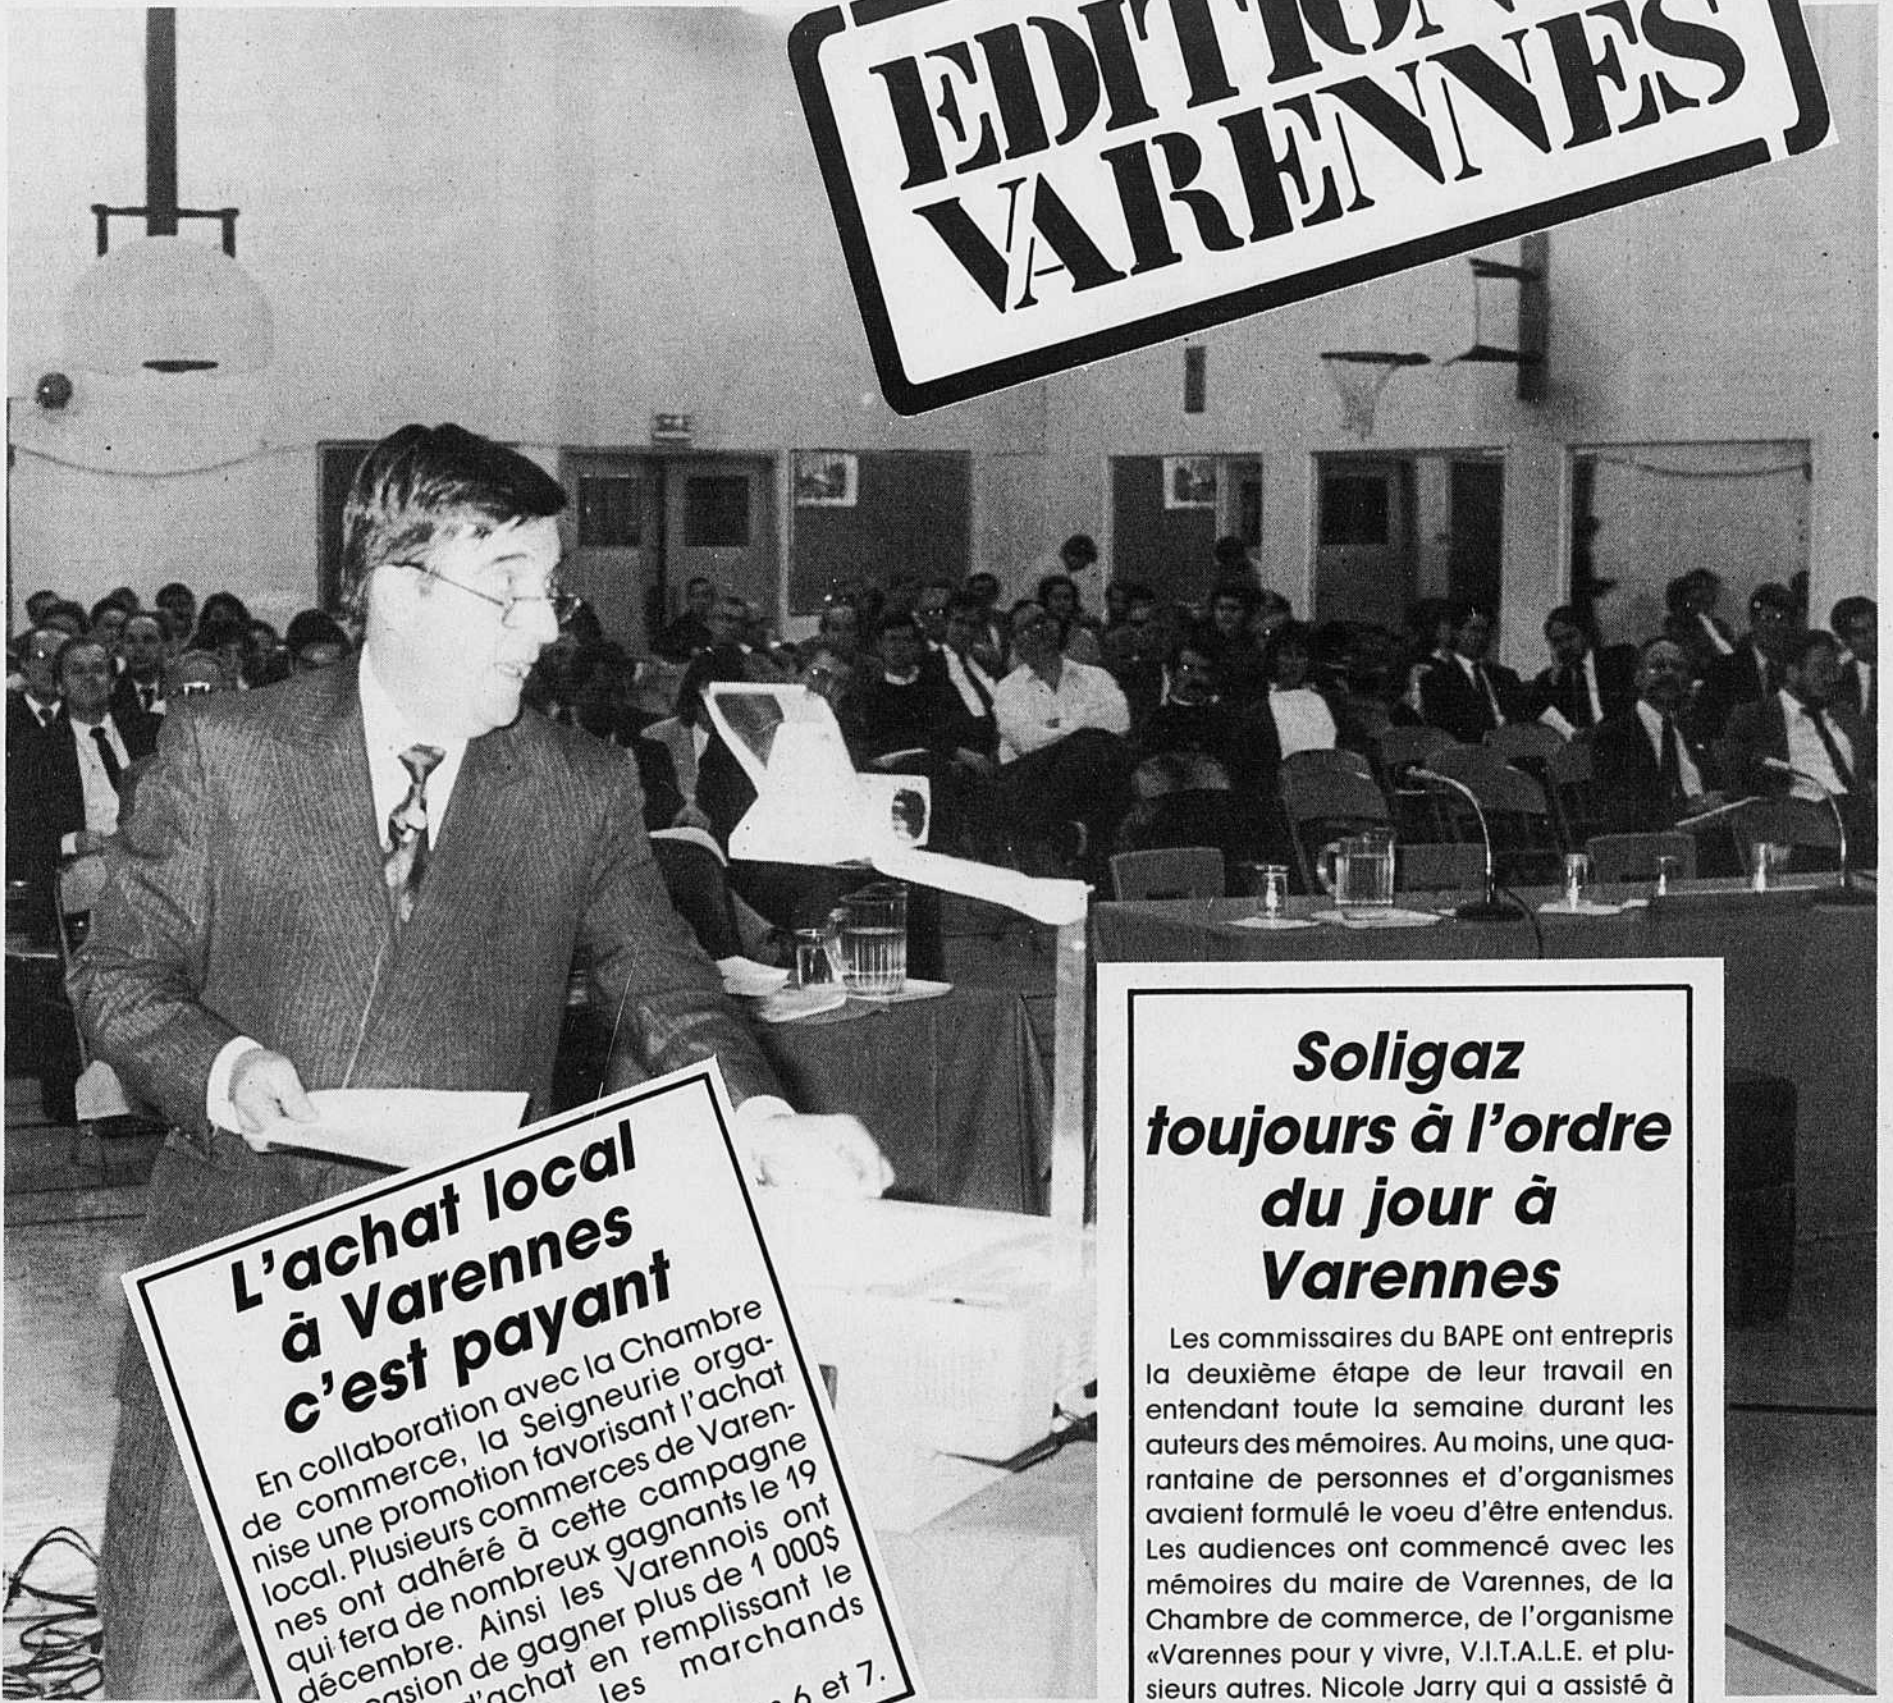 EDITION
VARENNES
L'achat local
à Varennes
c'est payant
En collaboration avec la Chambre
de commerce, la Seigneurie orga-
nise une promotion favorisant l'achat
local. Plusieurs commerces de Varen-
nes ont adhéré à cette campagne
qui fera de nombreux gagnants le 19
décembre. Ainsi les Varennois ont
de gagner plus de 1 000$
d'achat en remplissant le
les marchands
6 et 7.
Soligaz
toujours à l'ordre
du jour à
Varennes
Les commissaires du BAPE ont entrepris
la deuxième étape de leur travail en
entendant toute la semaine durant les
auteurs des mémoires. Au moins, une qua-
rantaine de personnes et d'organismes
avaient formulé le voeu d'être entendus.
Les audiences ont commencé avec les
mémoires du maire de Varennes, de la
Chambre de commerce, de l'organisme
«Varennes pour y vivre, V.I.T.A.L.E. et plu-
sieurs autres. Nicole Jarry qui a assisté à